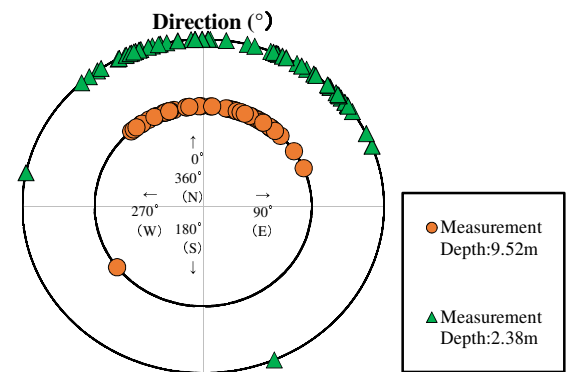 Direction (°)
↑
0°
360°
(N)
←
→
270°
90°
(W)
180°
(E)
(S)
↓
Measurement
Depth:9.52m
Measurement
Depth:2.38m